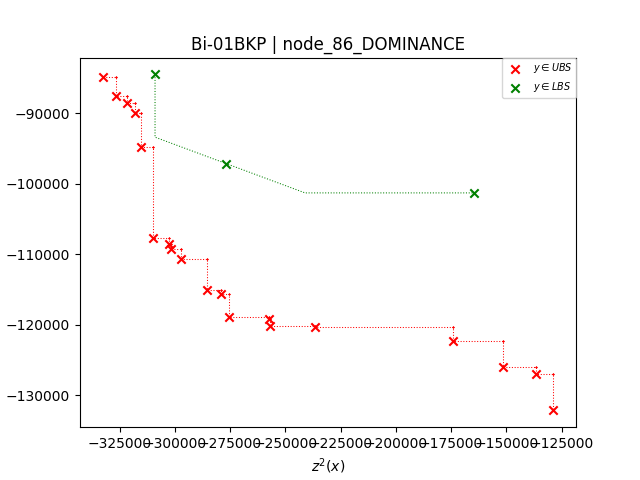 Bi-01BKP | node_86_DOMINANCE
y ∈ UBS
y ∈ LBS
−90000
−100000
−110000
−120000
−130000
−325000 −300000 −275000 −250000 −225000 −200000 −175000 −150000 −125000
z²(x)